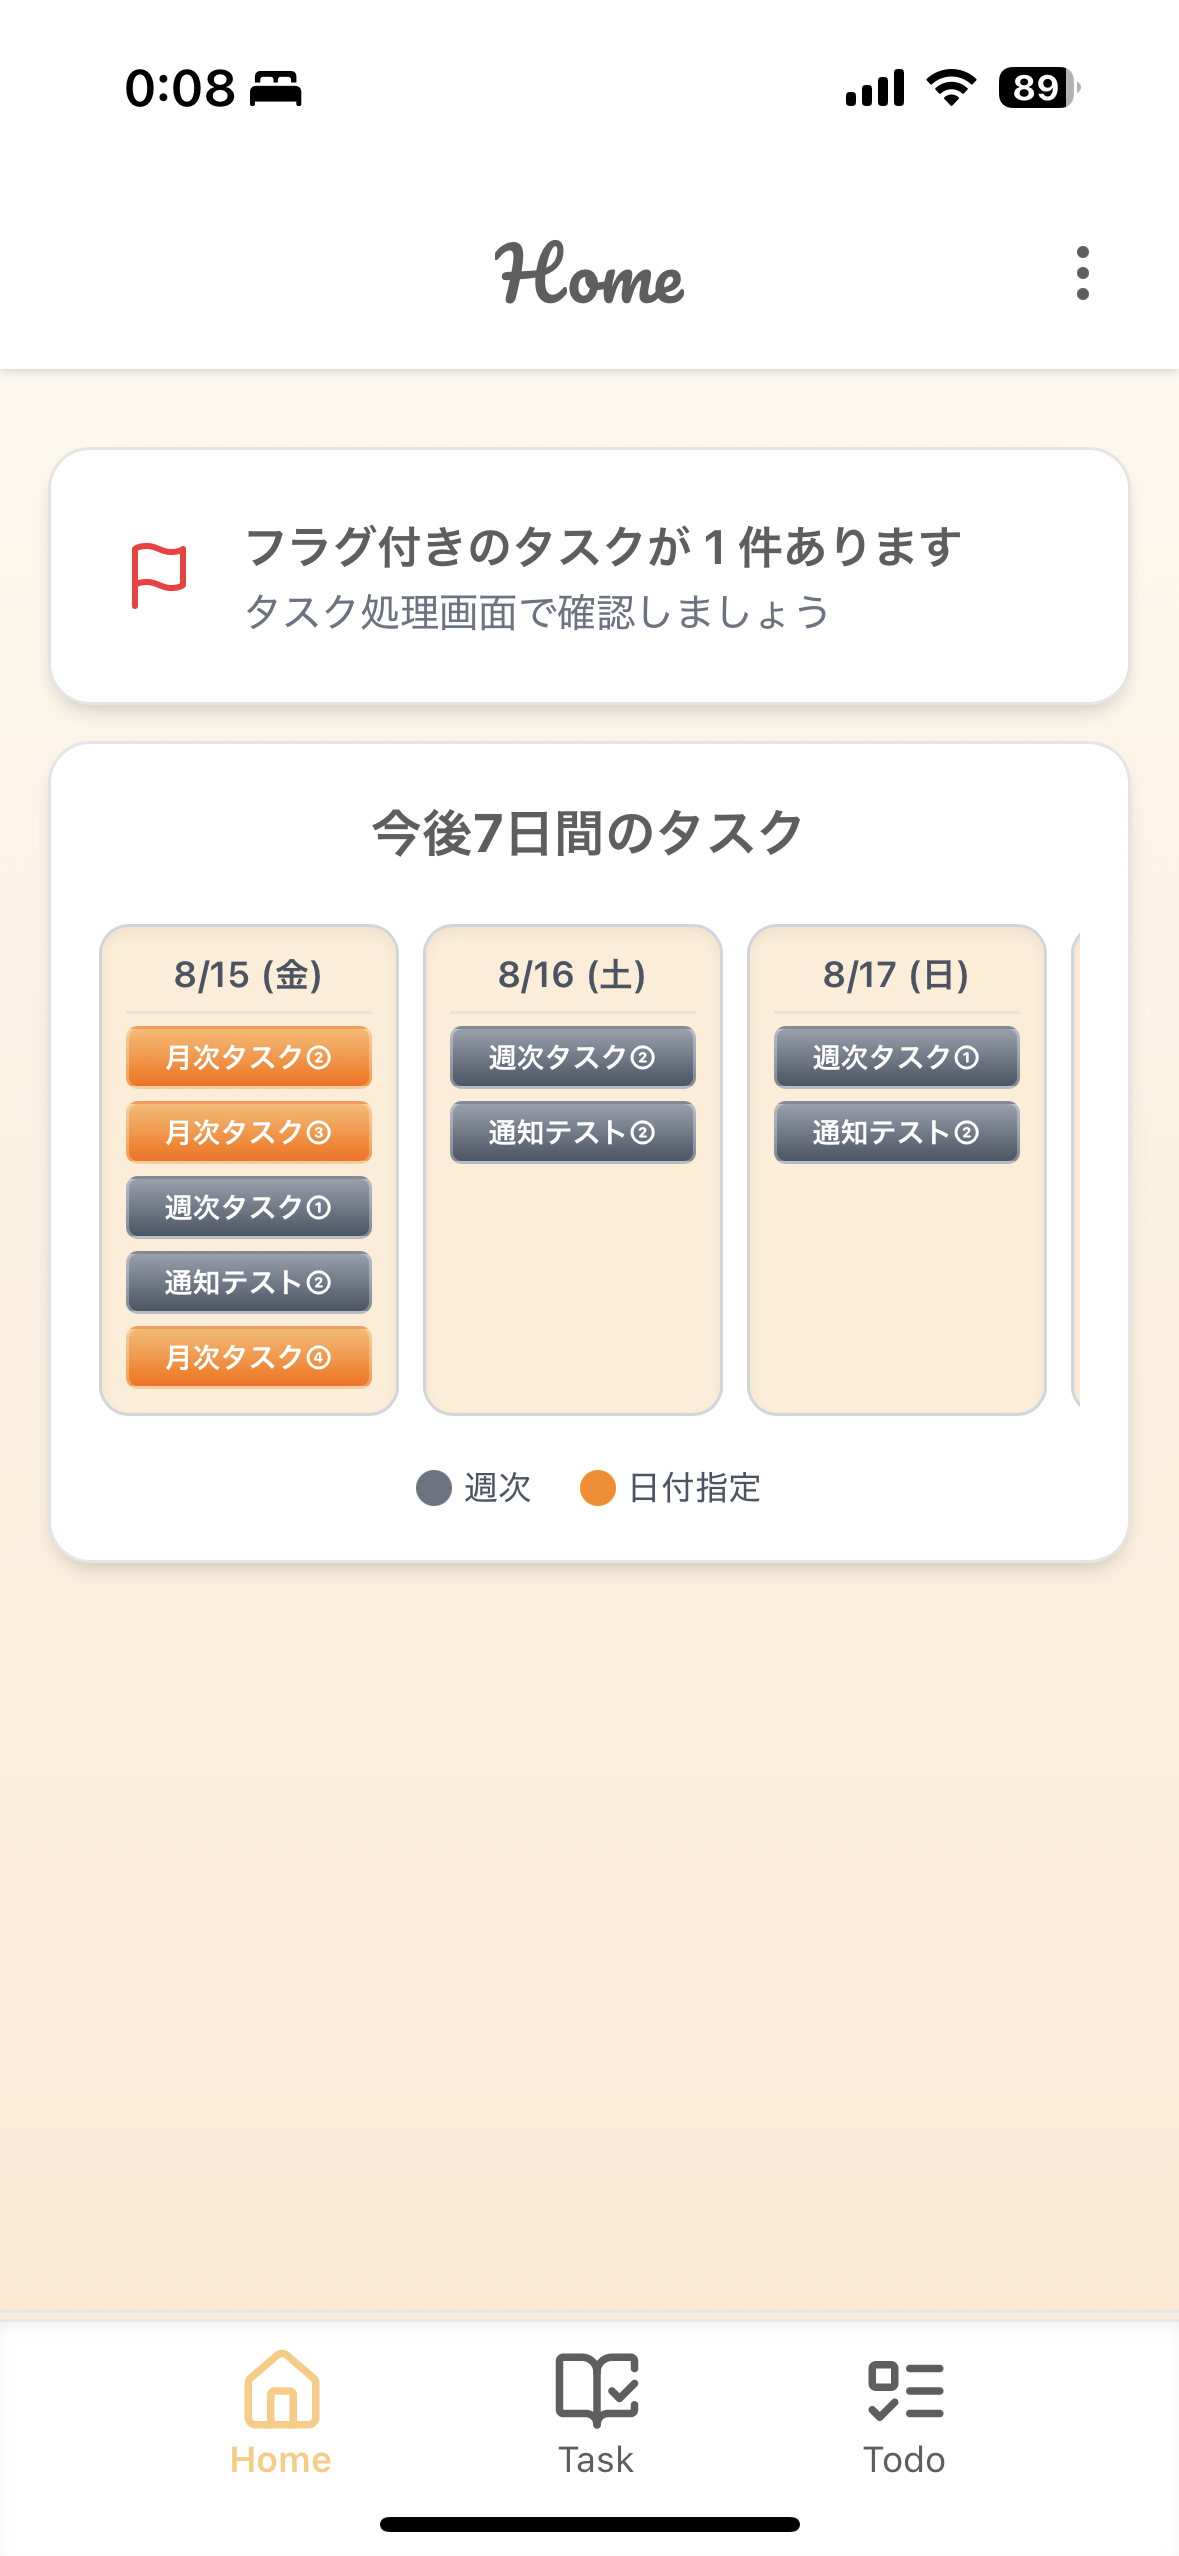 0:08
89
Home
フラグ付きのタスクが 1 件あります
タスク処理画面で確認しましょう
今後7日間のタスク
8/15 (金)
月次タスク②
月次タスク③
週次タスク①
通知テスト②
月次タスク④
8/16 (土)
週次タスク②
通知テスト②
8/17 (日)
週次タスク①
通知テスト②
週次
日付指定
Home
Task
Todo